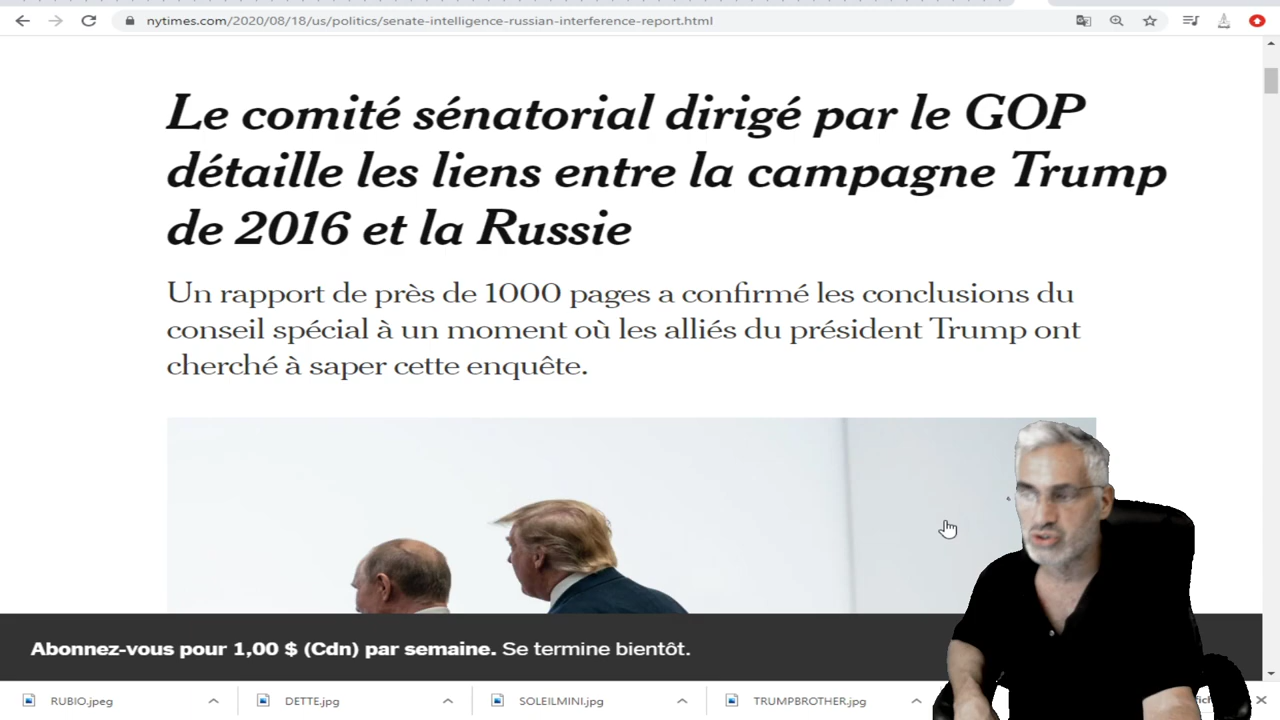 nytimes.com/2020/08/18/us/politics/senate-intelligence-russian-interference-report.html
Le comité sénatorial dirigé par le GOP
détaille les liens entre la campagne Trump
de 2016 et la Russie
Un rapport de près de 1000 pages a confirmé les conclusions du
conseil spécial à un moment où les alliés du président Trump ont
cherché à saper cette enquête.
Abonnez-vous pour 1,00 $ (Cdn) par semaine. Se termine bientôt.
RUBIO.jpeg
DETTE.jpg
SOLEILMINI.jpg
TRUMPBROTHER.jpg